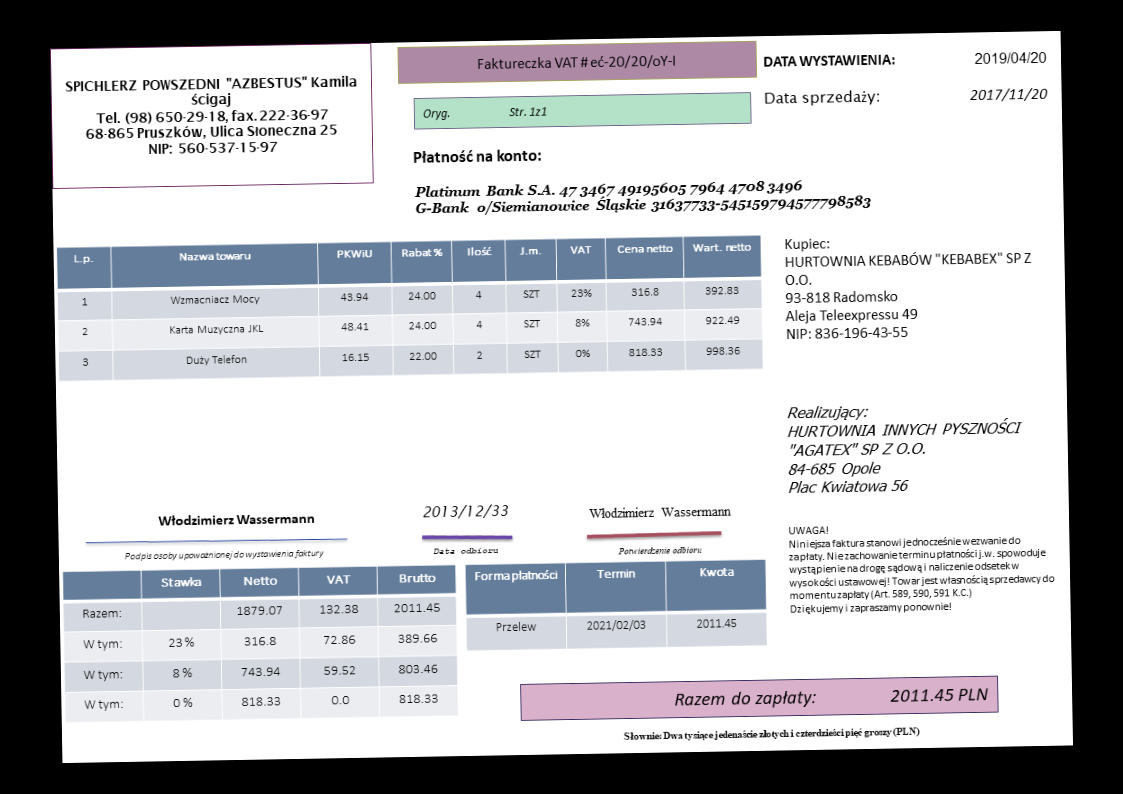 SPICHLERZ POWSZEDNI "AZBESTUS" Kamila
ścigaj
Tel. (98) 650-29-18, fax. 222-36-97
68-865 Pruszków, Ulica Słoneczna 25
NIP: 560-537-15-97
Faktureczka VAT # eć-20/20/oY-I
Oryg. Str. 1z1
DATA WYSTAWIENIA: 2019/04/20
Data sprzedaży: 2017/11/20
Płatność na konto:
Platinum Bank S.A. 47 3467 49195605 7964 4708 3496
G-Bank o/Siemianowice Śląskie 31637733-545159794577798583
L.p. Nazwa towaru PKWiU Rabat % Ilość J.m. VAT Cena netto Wart. netto
1 Wzmacniacz Mocy 43.94 24.00 4 SZT 23% 316.8 392.83
2 Karta Muzyczna JKL 48.41 24.00 4 SZT 8% 743.94 922.49
3 Duży Telefon 16.15 22.00 2 SZT 0% 818.33 998.36
Kupiec:
HURTOWNIA KEBABÓW "KEBABEX" SP Z
O.O.
93-818 Radomsko
Aleja Teleexpressu 49
NIP: 836-196-43-55
Realizujący:
HURTOWNIA INNYCH PYSZNOŚCI
"AGATEX" SP Z O.O.
84-685 Opole
Plac Kwiatowa 56
Włodzimierz Wassermann
Podpis osoby upoważnionej do wystawienia faktury
2013/12/33
Data odbioru
Włodzimierz Wassermann
Potwierdzenie odbioru
UWAGA!
Niniejsza faktura stanowi jednocześnie wezwanie do
zapłaty. Nie zachowanie terminu płatności j.w. spowoduje
wystąpienie na drogę sądową i naliczenie odsetek w
wysokości ustawowej! Towar jest własnością sprzedawcy do
momentu zapłaty (Art. 589, 590, 591 K.C.)
Dziękujemy i zapraszamy ponownie!
Stawka Netto VAT Brutto
Razem: 1879.07 132.38 2011.45
W tym: 23 % 316.8 72.86 389.66
W tym: 8 % 743.94 59.52 803.46
W tym: 0 % 818.33 0.0 818.33
Forma płatności Termin Kwota
Przelew 2021/02/03 2011.45
Razem do zapłaty: 2011.45 PLN
Słownie: Dwa tysiące jedenaście złotych i czterdzieści pięć groszy (PLN)